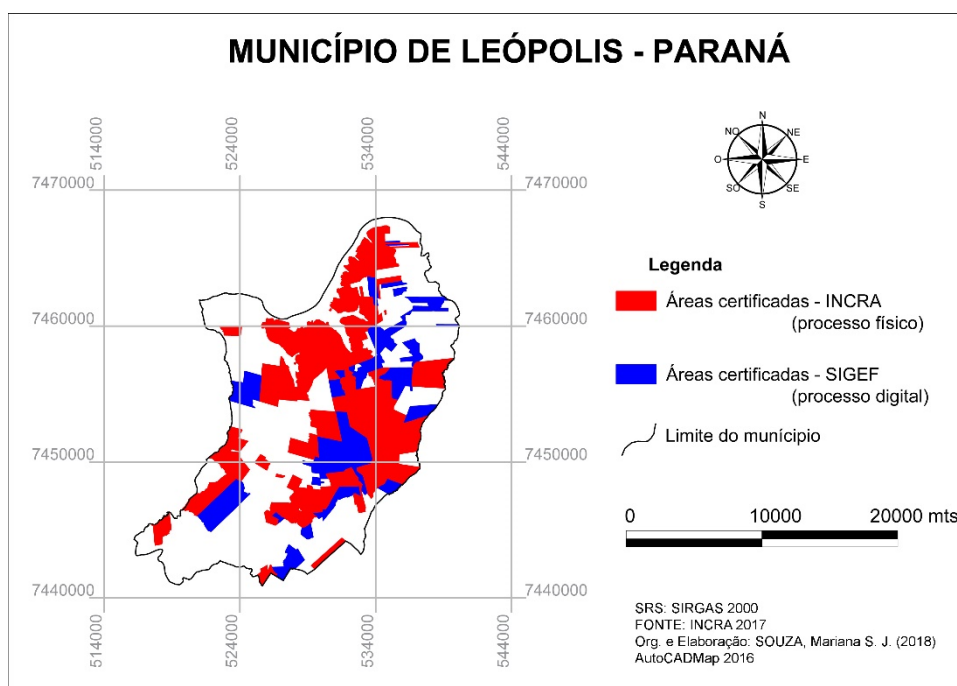 MUNICÍPIO DE LEÓPOLIS - PARANÁ
514000
524000
534000
544000
7470000
7470000
7460000
7460000
7450000
7450000
7440000
7440000
514000
524000
534000
544000
N
NO
NE
O
E
SO
SE
S
Legenda
Áreas certificadas - INCRA
(processo físico)
Áreas certificadas - SIGEF
(processo digital)
Limite do munícipio
0 10000 20000 mts
SRS: SIRGAS 2000
FONTE: INCRA 2017
Org. e Elaboração: SOUZA, Mariana S. J. (2018)
AutoCADMap 2016